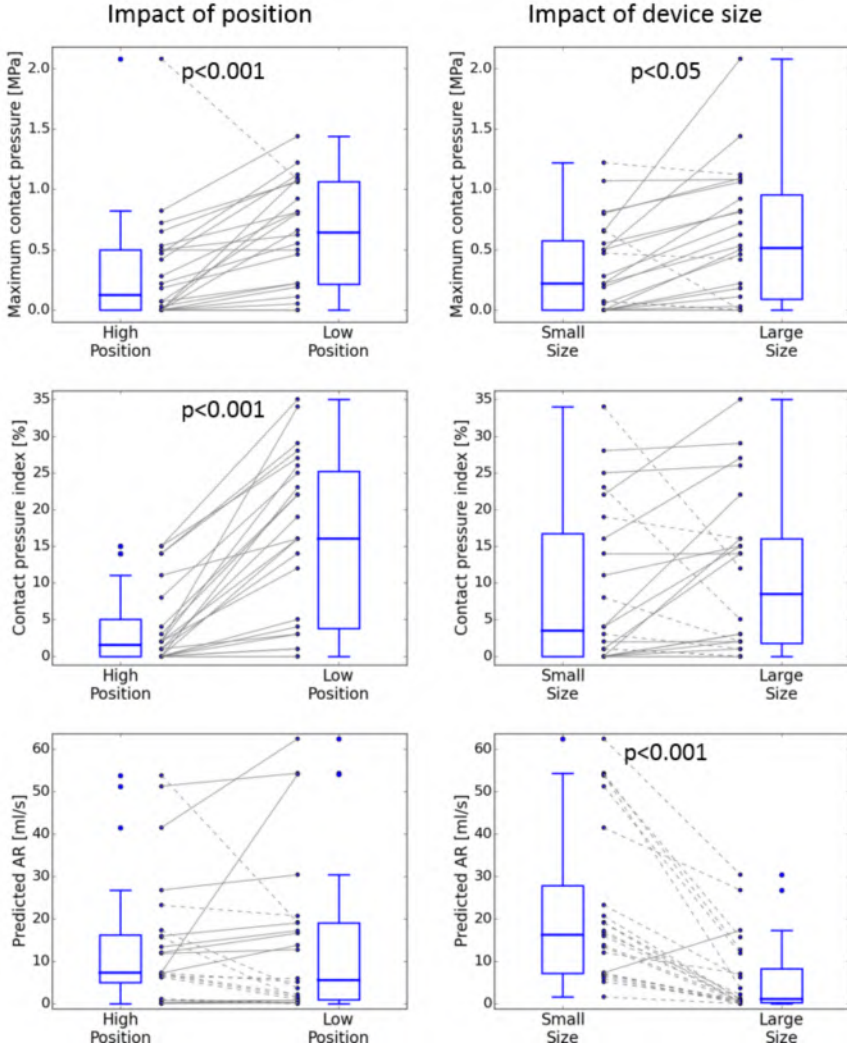 Impact of position
Impact of device size
Maximum contact pressure [MPa]
2.0
1.5
1.0
0.5
0.0
p<0.001
High Position
Low Position
Maximum contact pressure [MPa]
2.0
1.5
1.0
0.5
0.0
p<0.05
Small Size
Large Size
Contact pressure index [%]
35
30
25
20
15
10
5
0
p<0.001
High Position
Low Position
Contact pressure index [%]
35
30
25
20
15
10
5
0
Small Size
Large Size
Predicted AR [ml/s]
60
50
40
30
20
10
0
High Position
Low Position
Predicted AR [ml/s]
60
50
40
30
20
10
0
p<0.001
Small Size
Large Size